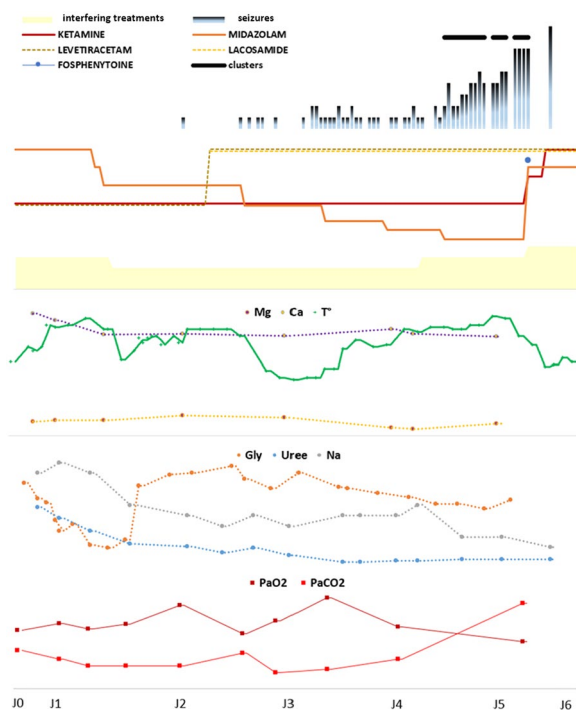 interfering treatments seizures
KETAMINE MIDAZOLAM
LEVETIRACETAM LACOSAMIDE
FOSPHENYTOINE clusters
Mg Ca T°
Gly Uree Na
PaO2 PaCO2
J0 J1 J2 J3 J4 J5 J6